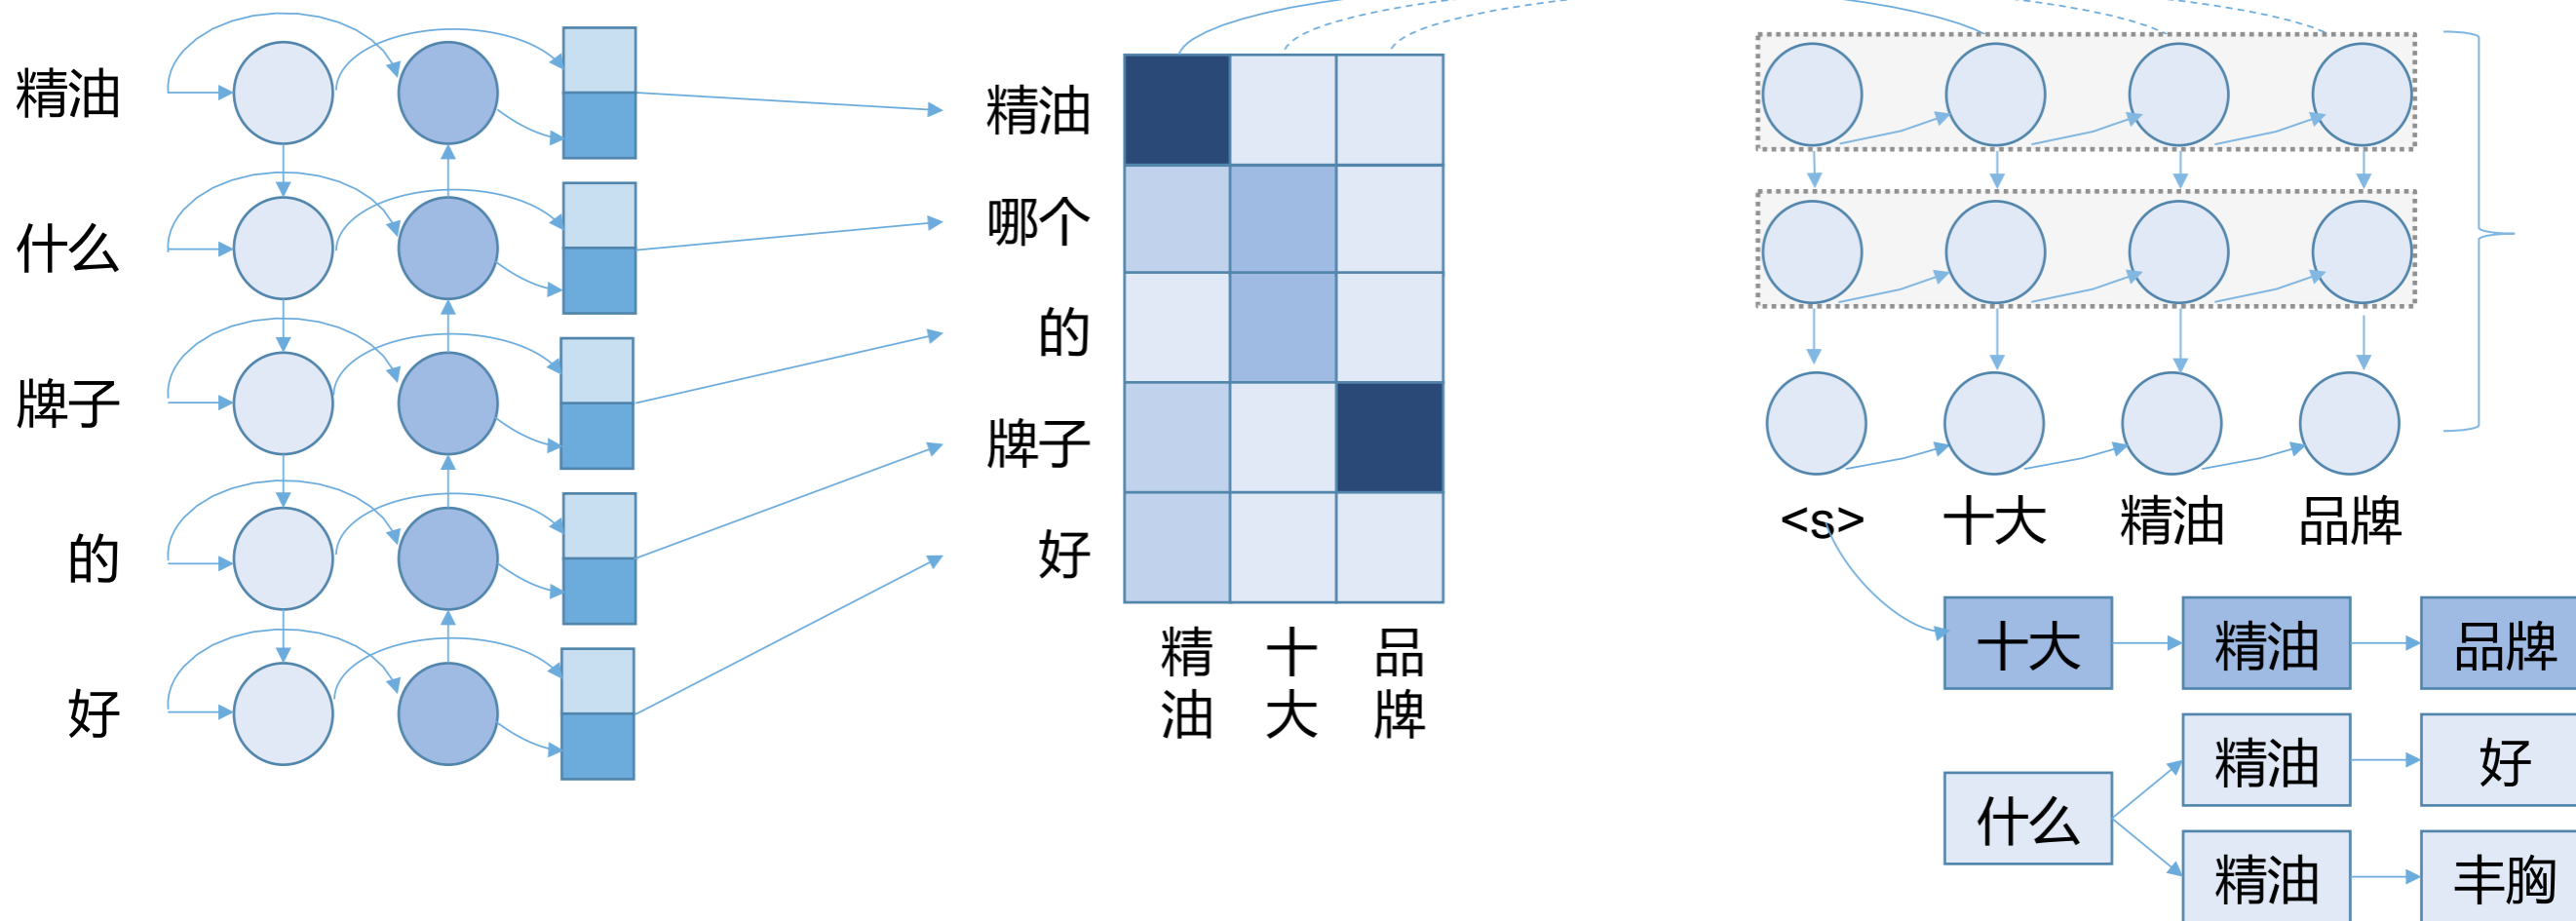 精油
什么
牌子
的
好
精油
哪个
的
牌子
好
精油
十大
品牌
<s>
十大
精油
品牌
十大
精油
品牌
什么
精油
好
精油
丰胸